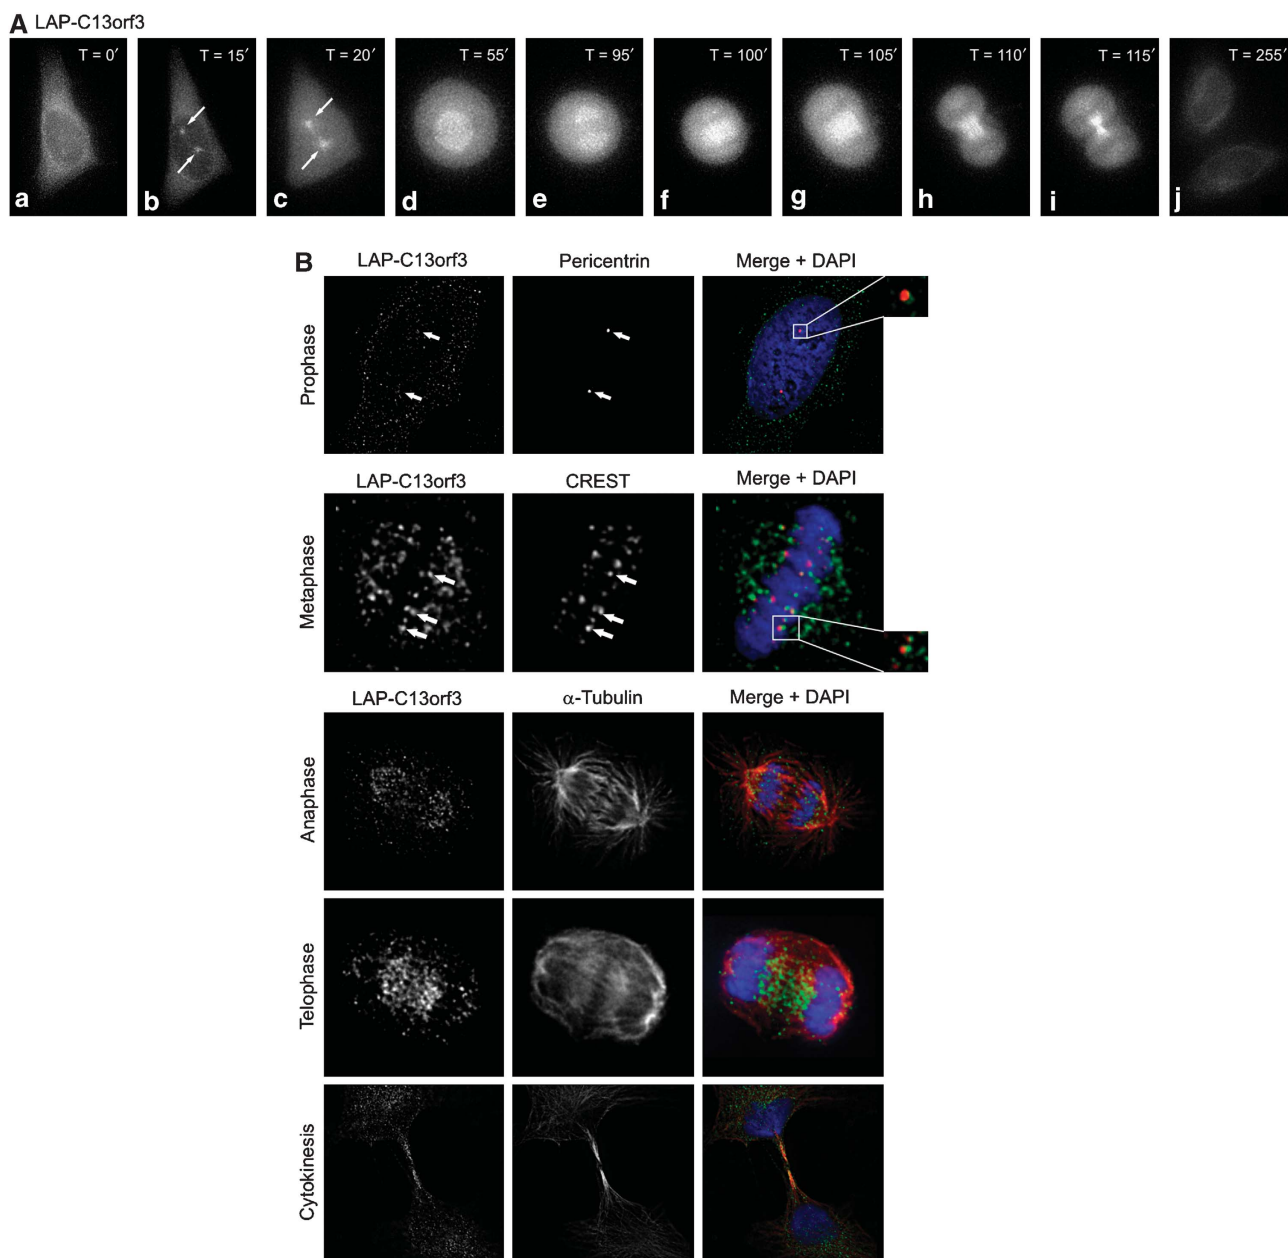 A LAP-C13orf3
T = 0′ T = 15′ T = 20′ T = 55′ T = 95′ T = 100′ T = 105′ T = 110′ T = 115′ T = 255′
a b c d e f g h i j
B LAP-C13orf3 Pericentrin Merge + DAPI
Prophase
LAP-C13orf3 CREST Merge + DAPI
Metaphase
LAP-C13orf3 α-Tubulin Merge + DAPI
Anaphase
Telophase
Cytokinesis